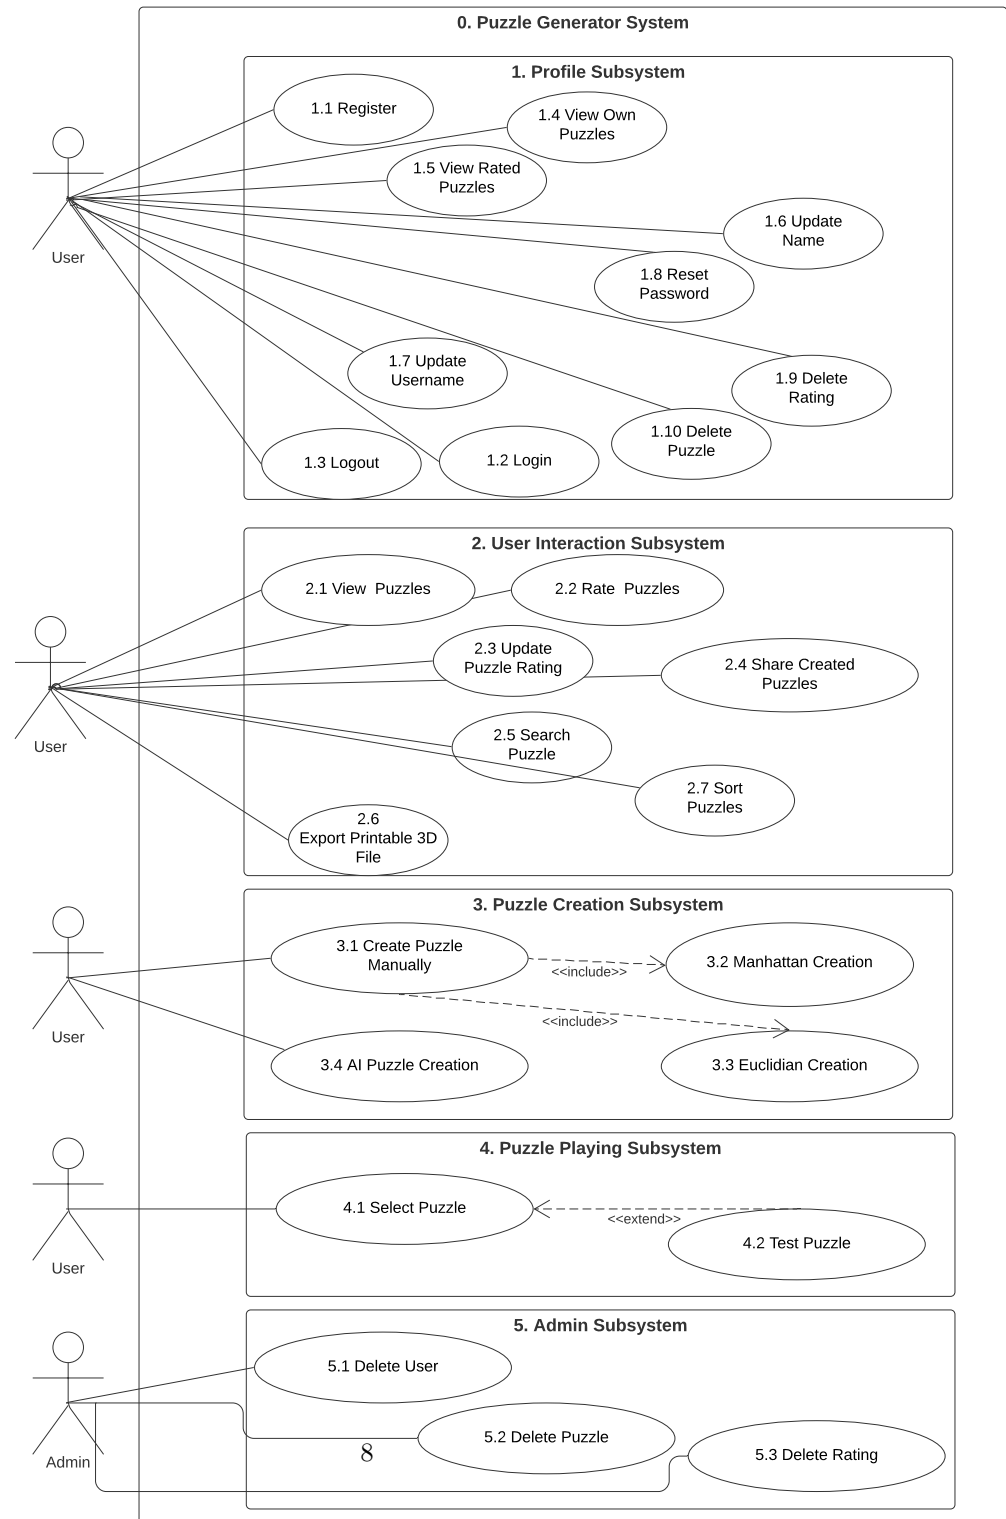 0. Puzzle Generator System
1. Profile Subsystem
1.1 Register
1.4 View Own
Puzzles
1.5 View Rated
Puzzles
1.6 Update
Name
User
1.8 Reset
Password
1.7 Update
Username
1.9 Delete
Rating
1.10 Delete
Puzzle
1.3 Logout
1.2 Login
2. User Interaction Subsystem
2.1 View  Puzzles
2.2 Rate  Puzzles
2.3 Update
Puzzle Rating
2.4 Share Created
Puzzles
User
2.5 Search
Puzzle
2.7 Sort
Puzzles
2.6
Export Printable 3D
File
3. Puzzle Creation Subsystem
3.1 Create Puzzle
Manually
<<include>>
3.2 Manhattan Creation
<<include>>
User
3.4 AI Puzzle Creation
3.3 Euclidian Creation
4. Puzzle Playing Subsystem
4.1 Select Puzzle
<<extend>>
4.2 Test Puzzle
User
5. Admin Subsystem
5.1 Delete User
5.2 Delete Puzzle
5.3 Delete Rating
Admin
8